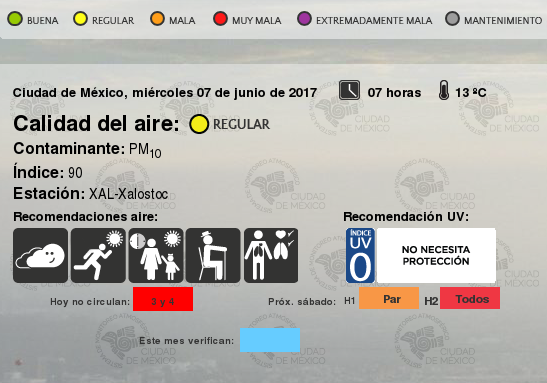 BUENA REGULAR MALA MUY MALA EXTREMADAMENTE MALA MANTENIMIENTO
Ciudad de México, miércoles 07 de junio de 2017 07 horas 13 ºC
Calidad del aire: REGULAR
Contaminante: PM10
Índice: 90
Estación: XAL-Xalostoc
Recomendaciones aire: Recomendación UV:
ÍNDICE
UV
0
NO NECESITA
PROTECCIÓN
Hoy no circulan: 3 y 4 Próx. sábado: H1 Par H2 Todos
Este mes verifican:
CIUDAD
DE MÉXICO